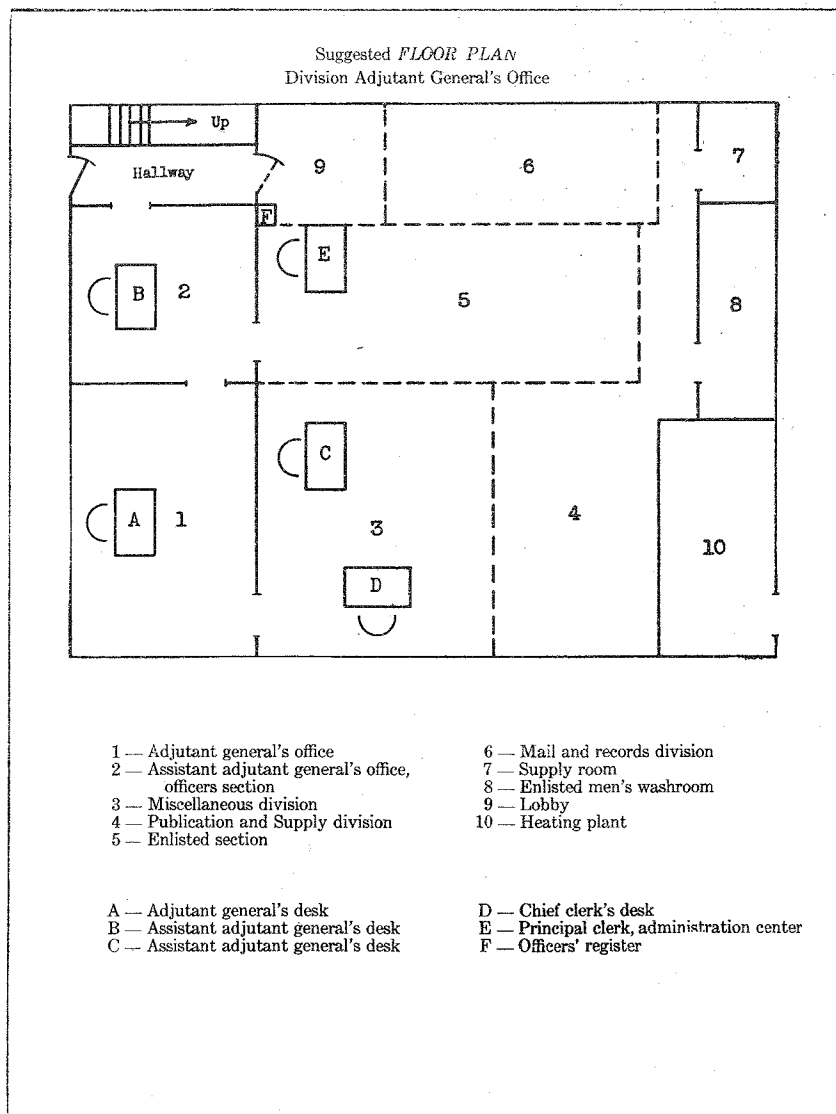 Suggested FLOOR PLAN
Division Adjutant General's Office
Up
Hallway
9
6
7
F
E
B
2
5
8
C
A
1
3
4
10
D
1 — Adjutant general's office
2 — Assistant adjutant general's office,
officers section
3 — Miscellaneous division
4 — Publication and Supply division
5 — Enlisted section
6 — Mail and records division
7 — Supply room
8 — Enlisted men's washroom
9 — Lobby
10 — Heating plant
A — Adjutant general's desk
B — Assistant adjutant general's desk
C — Assistant adjutant general's desk
D — Chief clerk's desk
E — Principal clerk, administration center
F — Officers' register